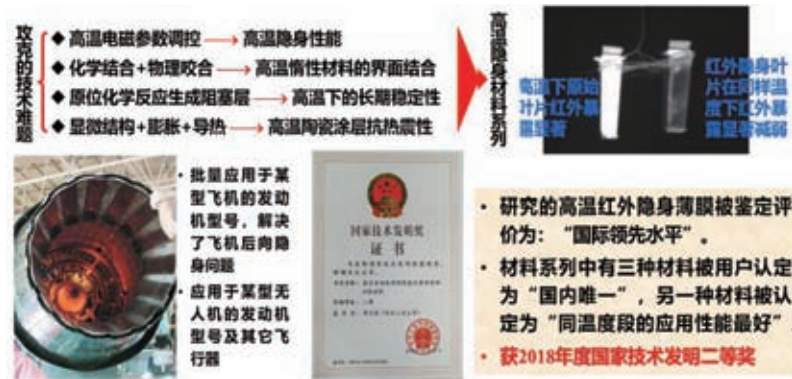 攻克的技术难题
◆ 高温电磁参数调控 → 高温隐身性能
◆ 化学结合+物理咬合 → 高温惰性材料的界面结合
◆ 原位化学反应生成阻塞层 → 高温下的长期稳定性
◆ 显微结构+膨胀+导热 → 高温陶瓷涂层抗热震性
高温隐身材料系列
高温下原始
叶片红外暴
露显著
红外隐身叶
片在同样温
度下红外暴
露显著减弱
• 批量应用于某
型飞机的发动
机型号，解决
了飞机后向隐
身问题
• 应用于某型无
人机的发动机
型号及其它飞
行器
国家技术发明奖
证书
• 研究的高温红外隐身薄膜被鉴定评
价为：“国际领先水平”。
• 材料系列中有三种材料被用户认定
为“国内唯一”，另一种材料被认
定为“同温度段的应用性能最好”.
• 获2018年度国家技术发明二等奖